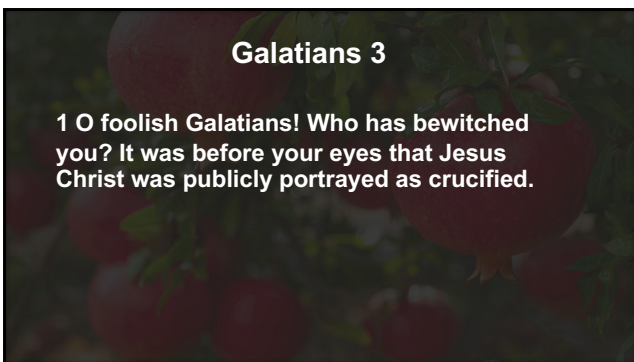 Galatians 3
1 O foolish Galatians! Who has bewitched
you? It was before your eyes that Jesus
Christ was publicly portrayed as crucified.